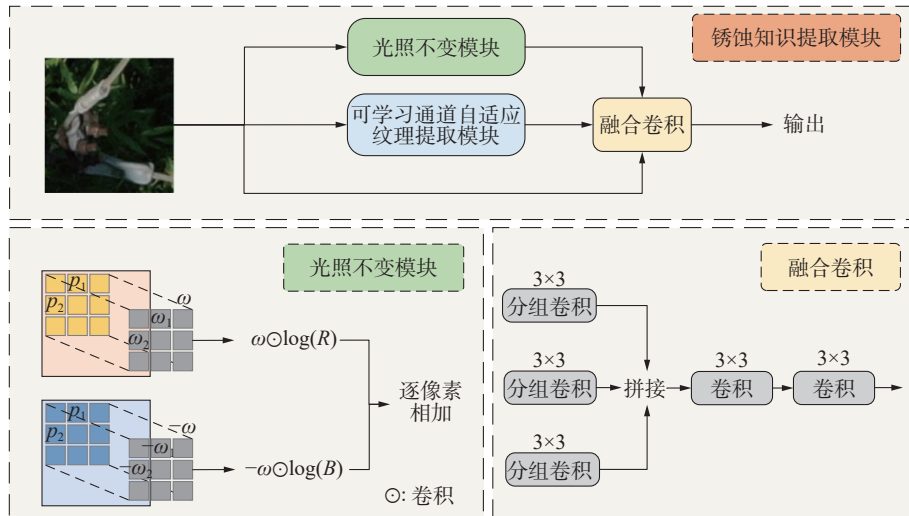 锈蚀知识提取模块
光照不变模块
可学习通道自适应
纹理提取模块
融合卷积
输出
光照不变模块
p₁
p₂
ω
ω₁
ω₂
ω⊙log(R)
p₁
p₂
−ω
−ω₁
−ω₂
−ω⊙log(B)
逐像素
相加
⊙: 卷积
融合卷积
3×3
分组卷积
3×3
分组卷积
3×3
分组卷积
拼接
3×3
卷积
3×3
卷积